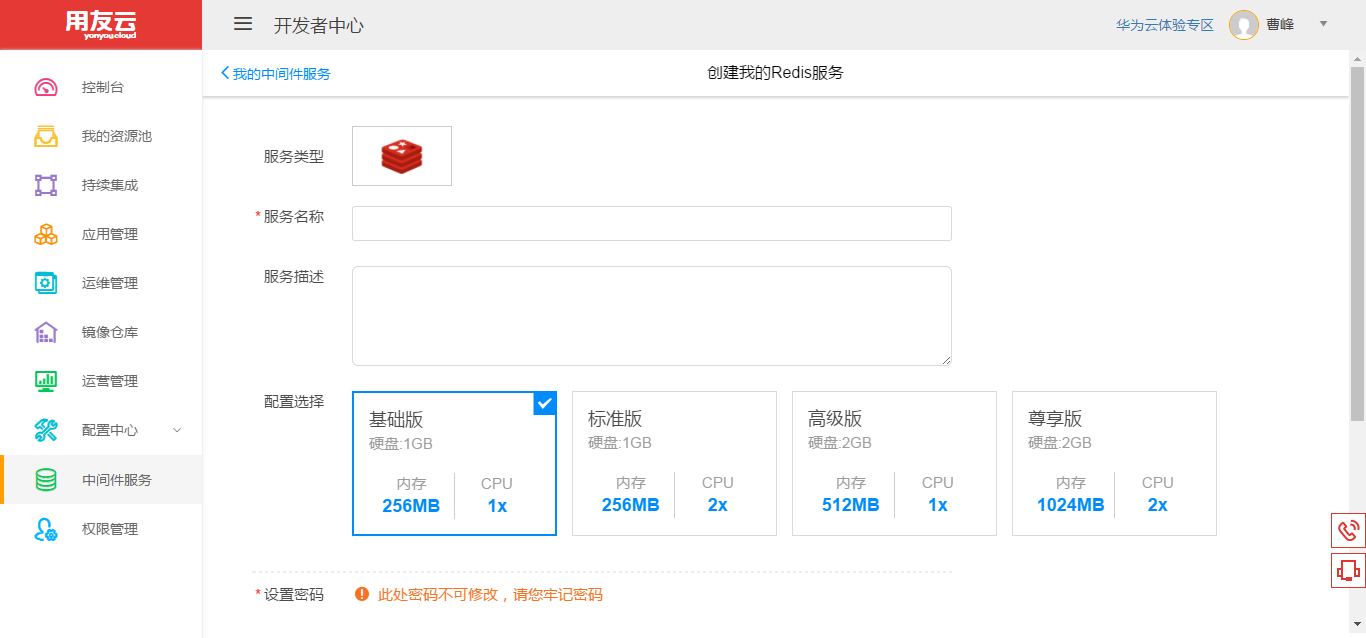 用友云
yonyoucloud
开发者中心
华为云体验专区
曹峰
控制台
我的资源池
持续集成
应用管理
运维管理
镜像仓库
运营管理
配置中心
中间件服务
权限管理
我的中间件服务
创建我的Redis服务
服务类型
*服务名称
服务描述
配置选择
基础版
硬盘:1GB
内存 CPU
256MB 1x
标准版
硬盘:1GB
内存 CPU
256MB 2x
高级版
硬盘:2GB
内存 CPU
512MB 1x
尊享版
硬盘:2GB
内存 CPU
1024MB 2x
*设置密码
此处密码不可修改，请您牢记密码